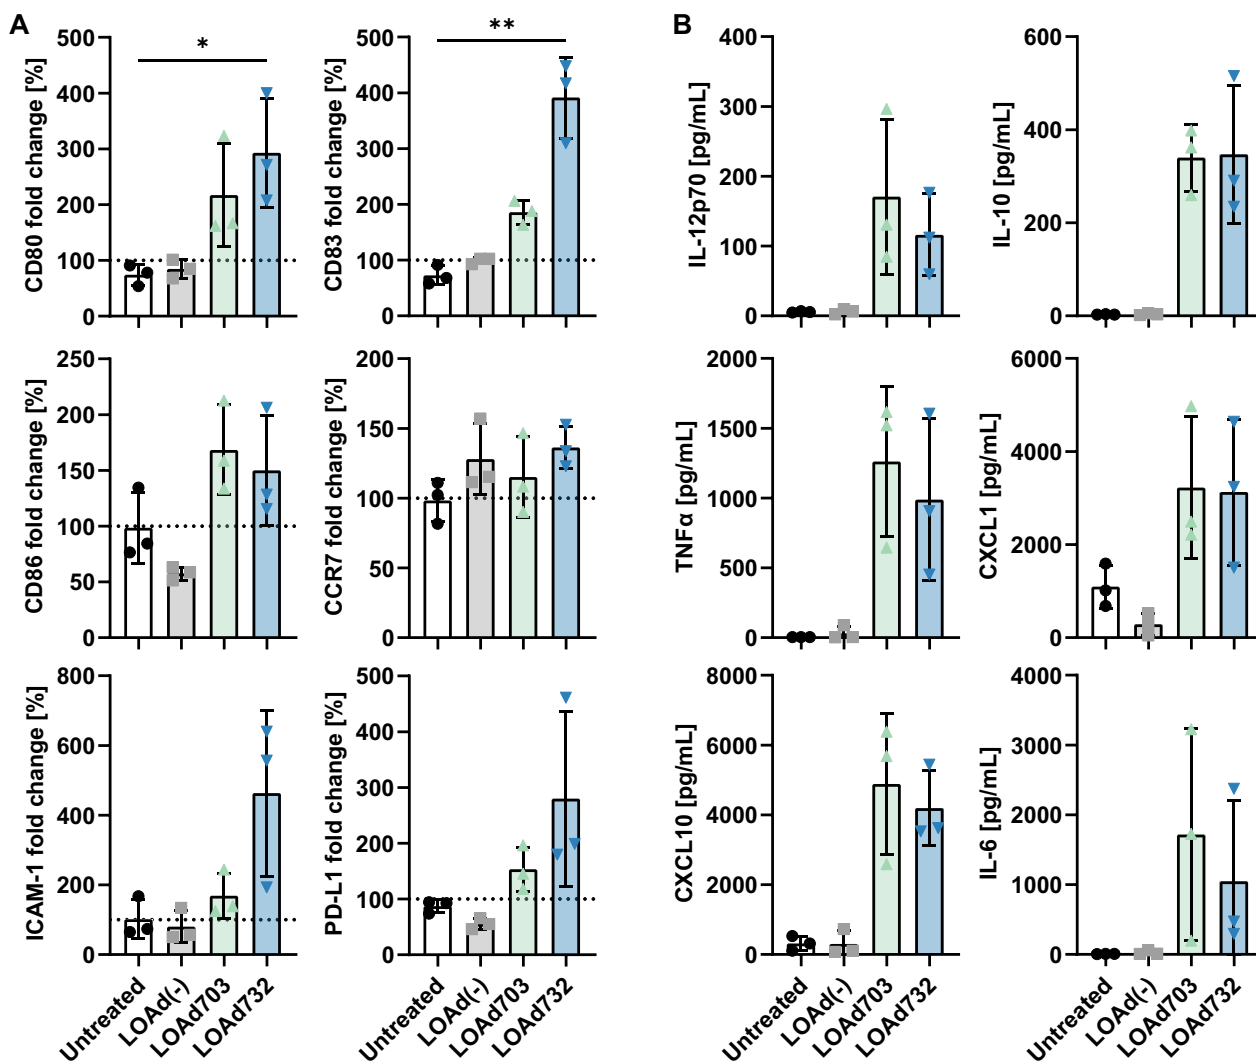 A
B
CD80 fold change [%]
500
400
300
200
100
0
*
CD83 fold change [%]
500
400
300
200
100
0
**
IL-12p70 [pg/mL]
400
300
200
100
0
IL-10 [pg/mL]
600
400
200
0
CD86 fold change [%]
250
200
150
100
50
0
CCR7 fold change [%]
200
150
100
50
0
TNFα [pg/mL]
2000
1500
1000
500
0
CXCL1 [pg/mL]
6000
4000
2000
0
ICAM-1 fold change [%]
800
600
400
200
0
Untreated
LOAd(-)
LOAd703
LOAd732
PD-L1 fold change [%]
500
400
300
200
100
0
Untreated
LOAd(-)
LOAd703
LOAd732
CXCL10 [pg/mL]
8000
6000
4000
2000
0
Untreated
LOAd(-)
LOAd703
LOAd732
IL-6 [pg/mL]
4000
3000
2000
1000
0
Untreated
LOAd(-)
LOAd703
LOAd732